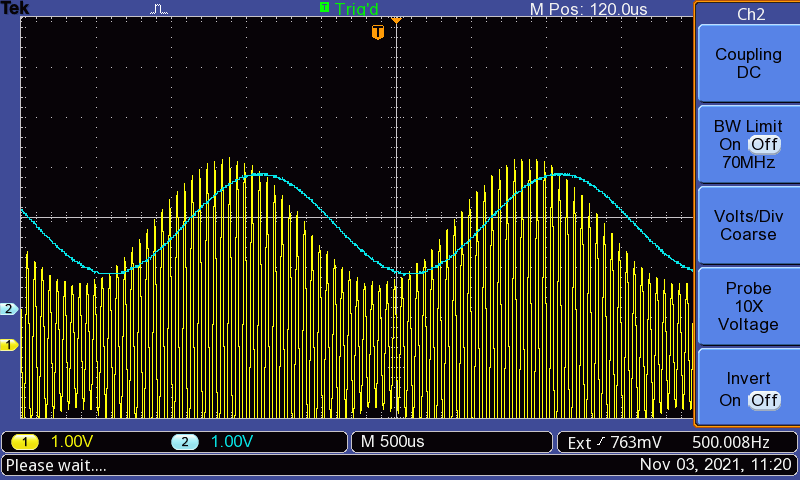 Tek Trig'd M Pos: 120.0us Ch2
T
Coupling
DC
BW Limit
On Off
70MHz
Volts/Div
Coarse
Probe
10X
Voltage
Invert
On Off
2
1
1 1.00V 2 1.00V M 500us Ext 763mV 500.008Hz
Please wait.... Nov 03, 2021, 11:20